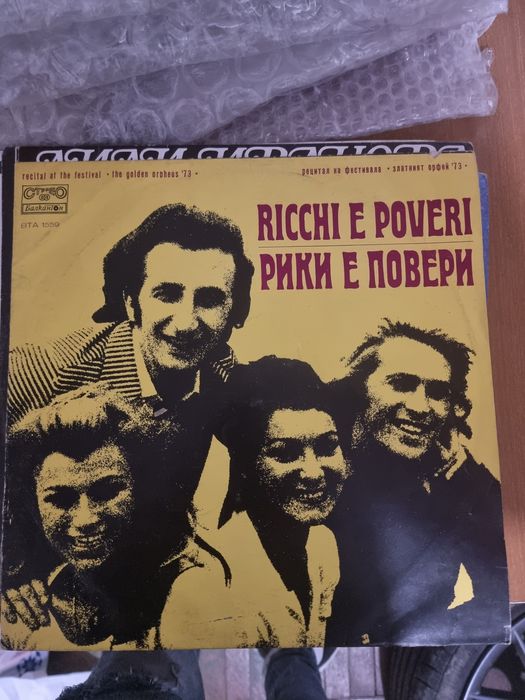 recital at the festival • the golden orpheus '73 •
рецитал на фестивала • златният орфей '73 •
СТЕРЕО
Балкантон
ВТА 1559
RICCHI E POVERI
РИКИ Е ПОВЕРИ